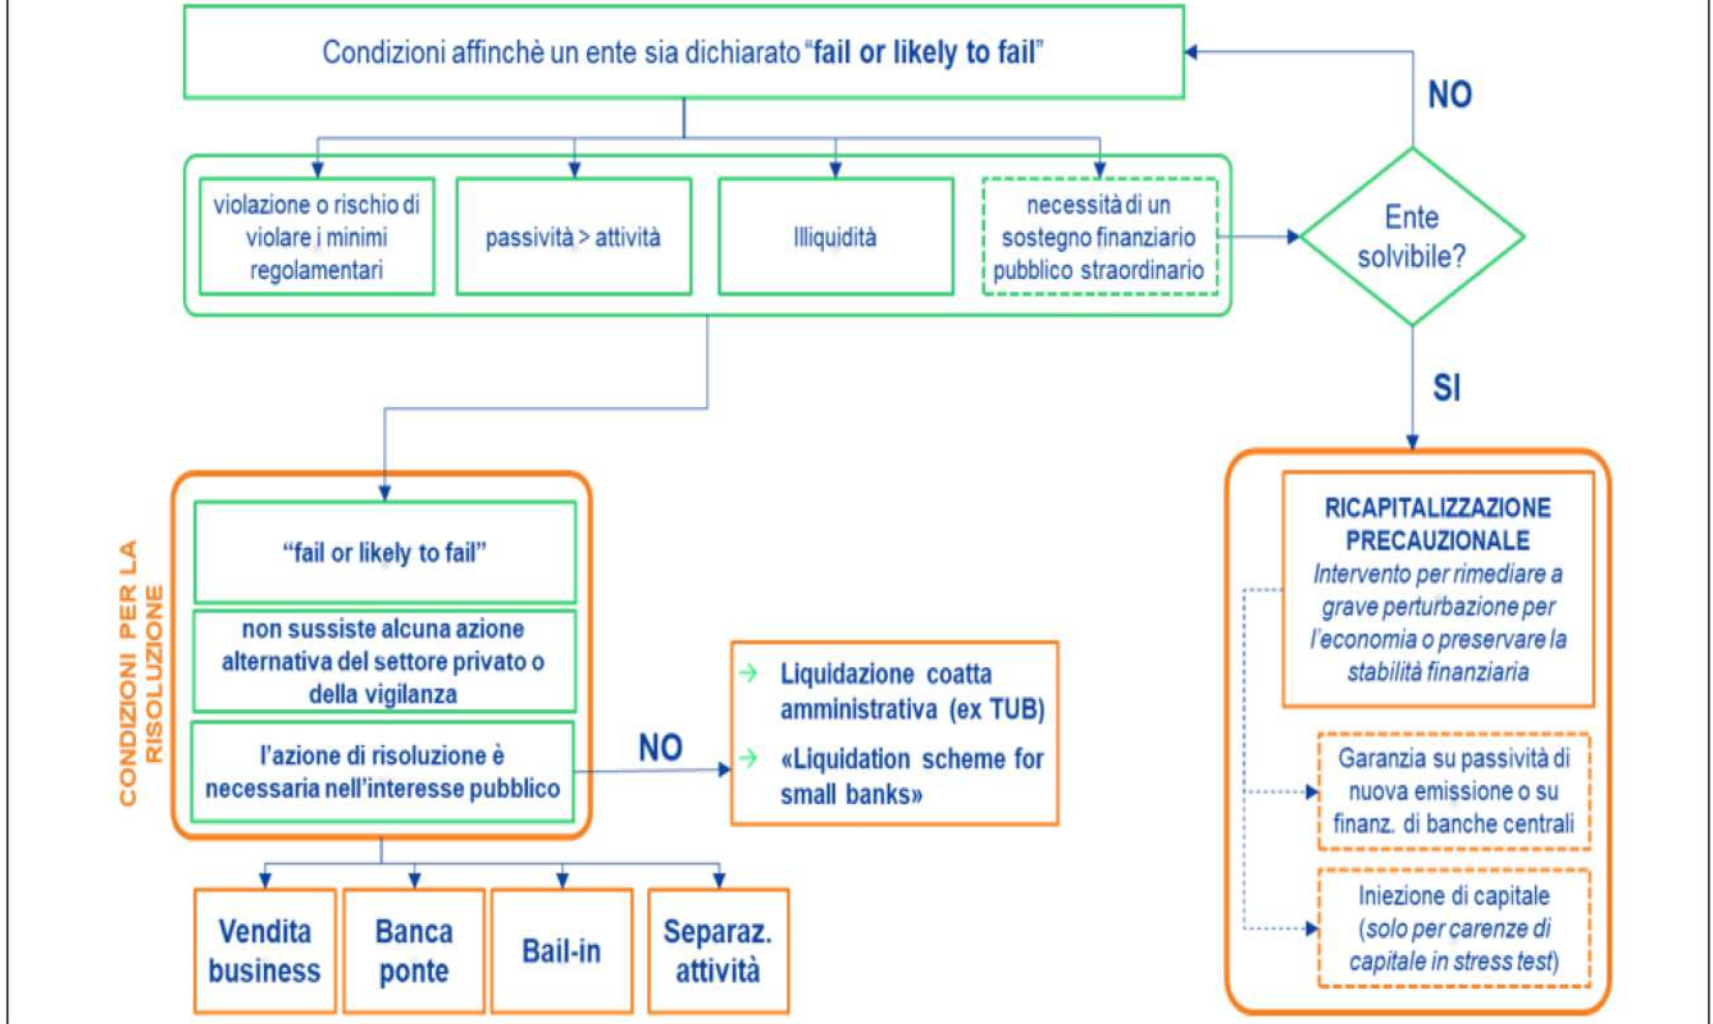 Condizioni affinchè un ente sia dichiarato “fail or likely to fail”
NO
violazione o rischio di
violare i minimi
regolamentari
passività > attività
Illiquidità
necessità di un
sostegno finanziario
pubblico straordinario
Ente
solvibile?
SI
CONDIZIONI PER LA
RISOLUZIONE
“fail or likely to fail”
non sussiste alcuna azione
alternativa del settore privato o
della vigilanza
l’azione di risoluzione è
necessaria nell’interesse pubblico
NO
Liquidazione coatta
amministrativa (ex TUB)
«Liquidation scheme for
small banks»
Vendita
business
Banca
ponte
Bail-in
Separaz.
attività
RICAPITALIZZAZIONE
PRECAUZIONALE
Intervento per rimediare a
grave perturbazione per
l’economia o preservare la
stabilità finanziaria
Garanzia su passività di
nuova emissione o su
finanz. di banche centrali
Iniezione di capitale
(solo per carenze di
capitale in stress test)